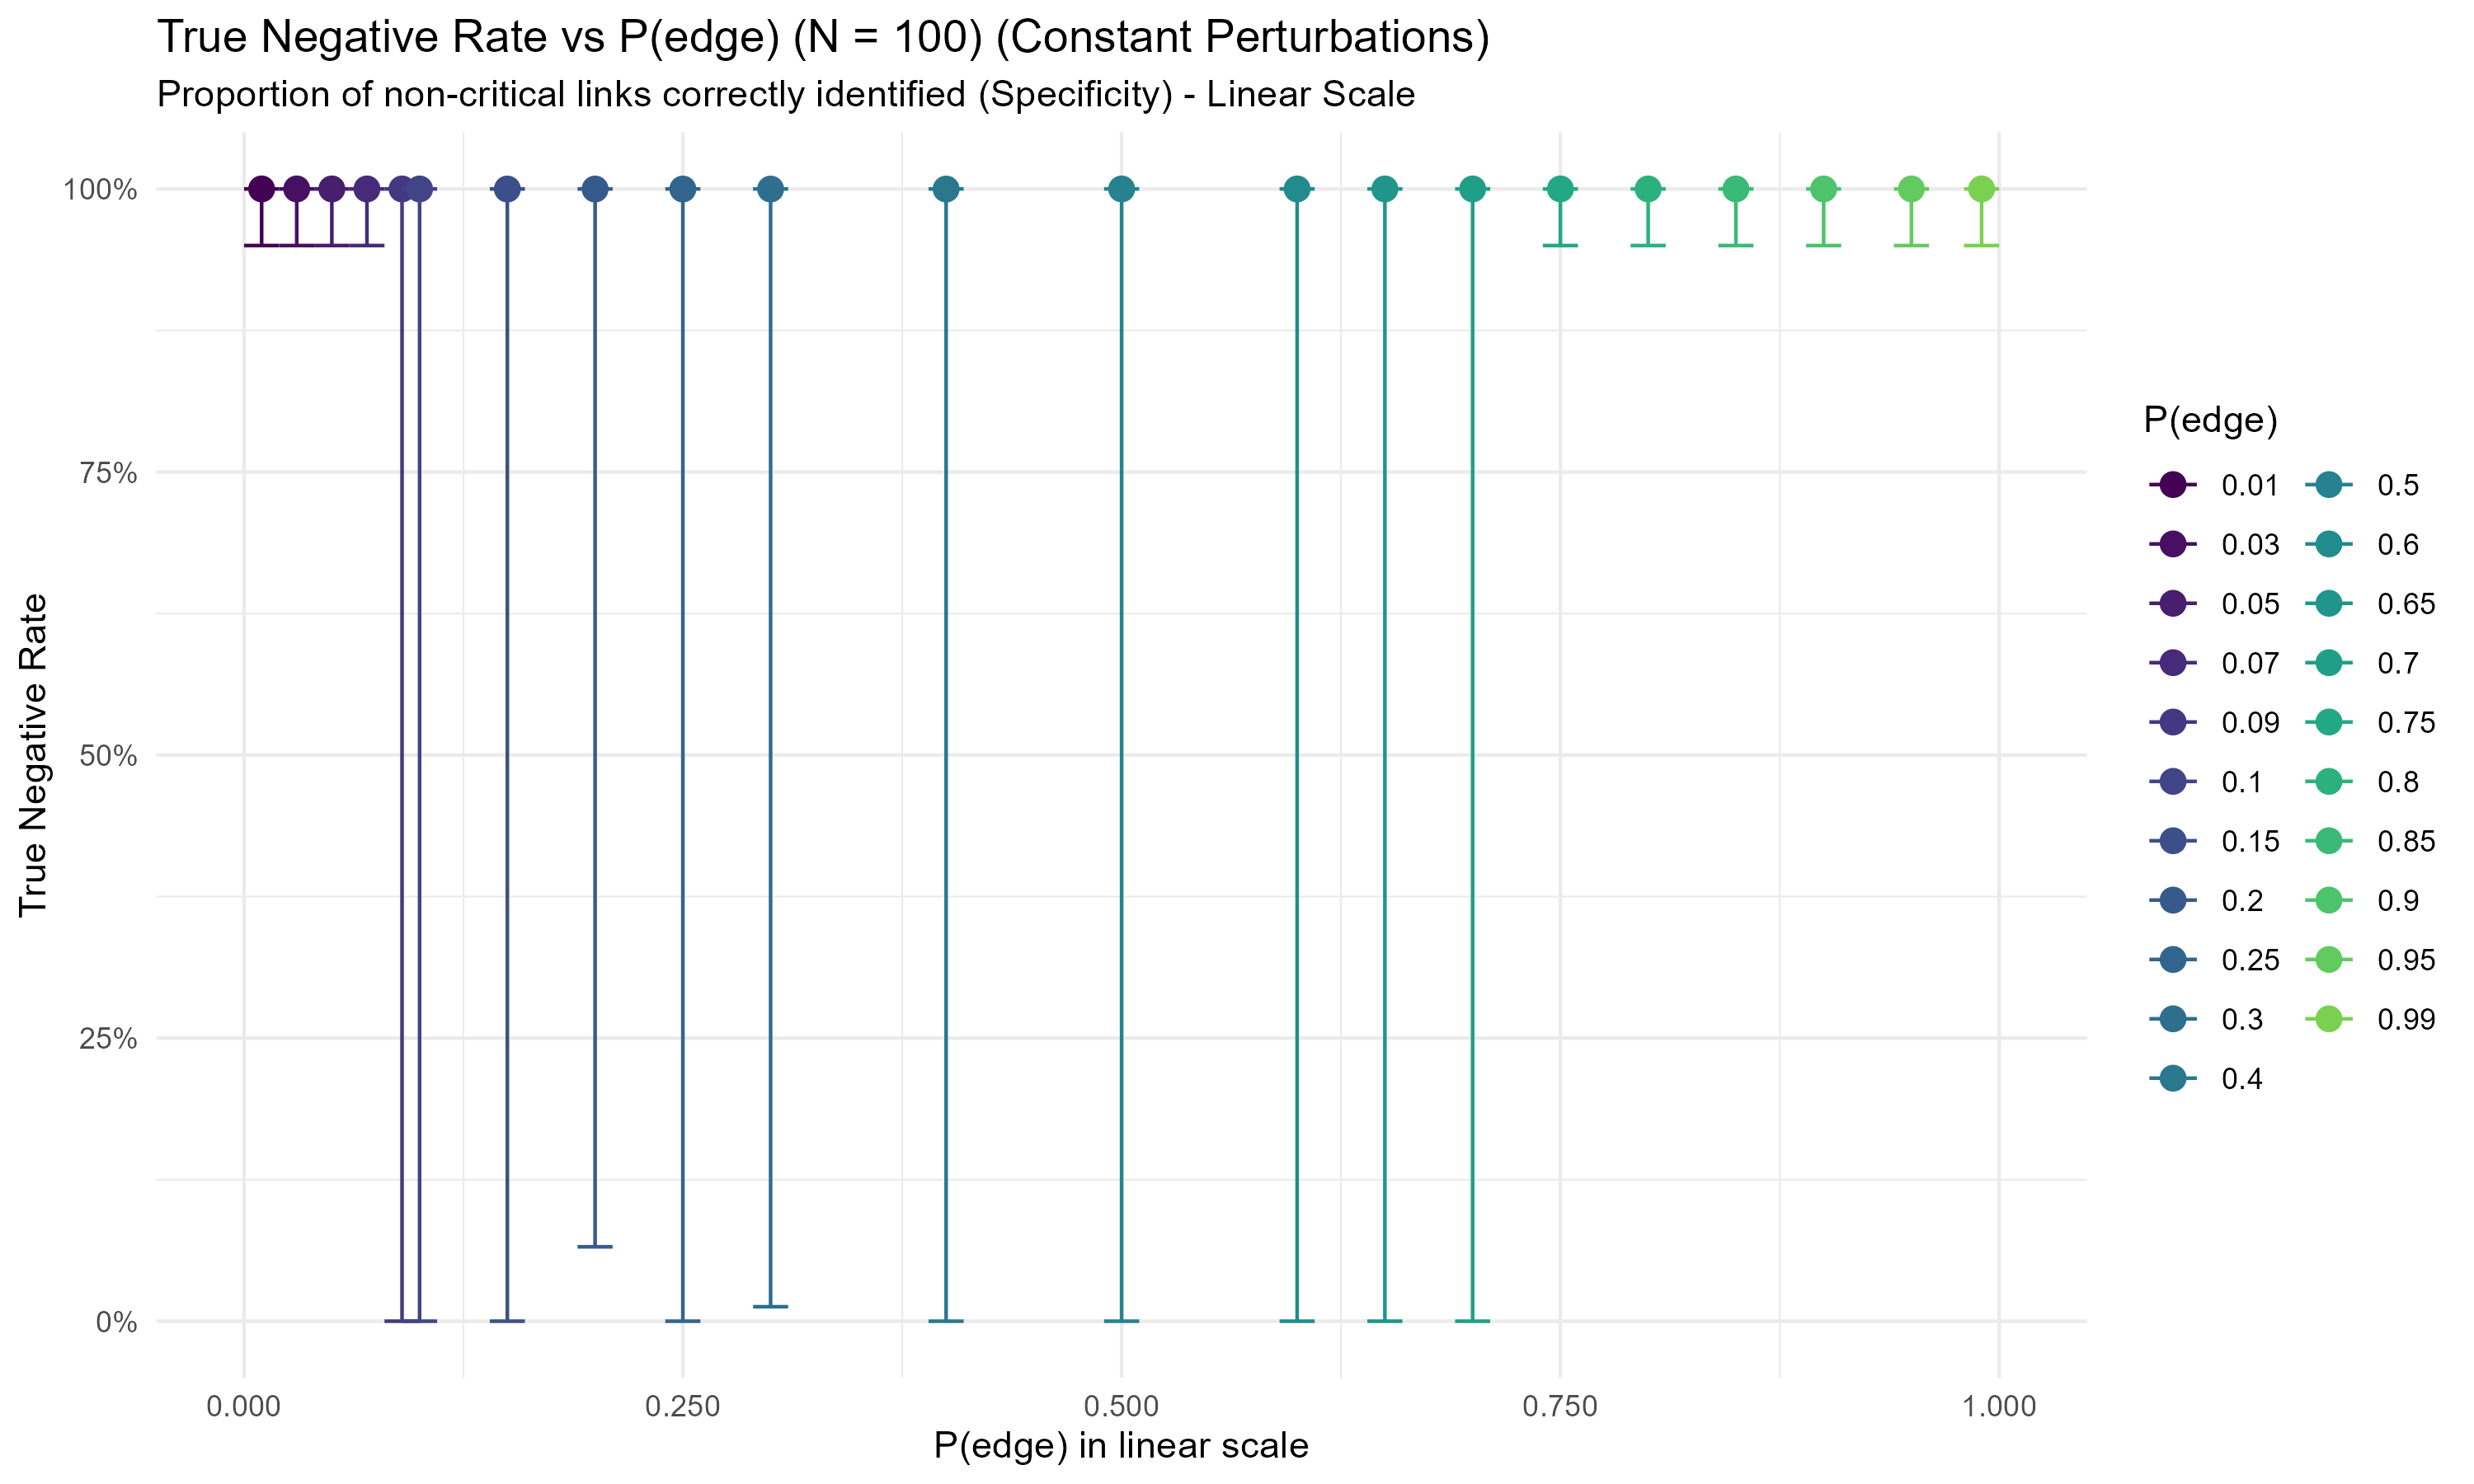 True Negative Rate vs P(edge) (N = 100) (Constant Perturbations)
Proportion of non-critical links correctly identified (Specificity) - Linear Scale
True Negative Rate
100%
75%
50%
25%
0%
0.000 0.250 0.500 0.750 1.000
P(edge) in linear scale
P(edge)
0.01 0.5
0.03 0.6
0.05 0.65
0.07 0.7
0.09 0.75
0.1 0.8
0.15 0.85
0.2 0.9
0.25 0.95
0.3 0.99
0.4